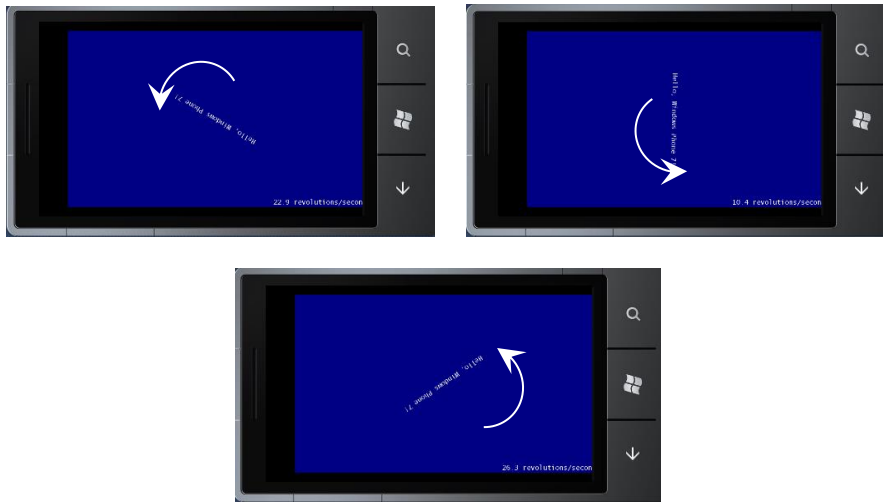 Hello, Windows Phone 7!
22.9 revolutions/secon
Hello, Windows Phone 7!
10.4 revolutions/secon
Hello, Windows Phone 7!
26.3 revolutions/secon